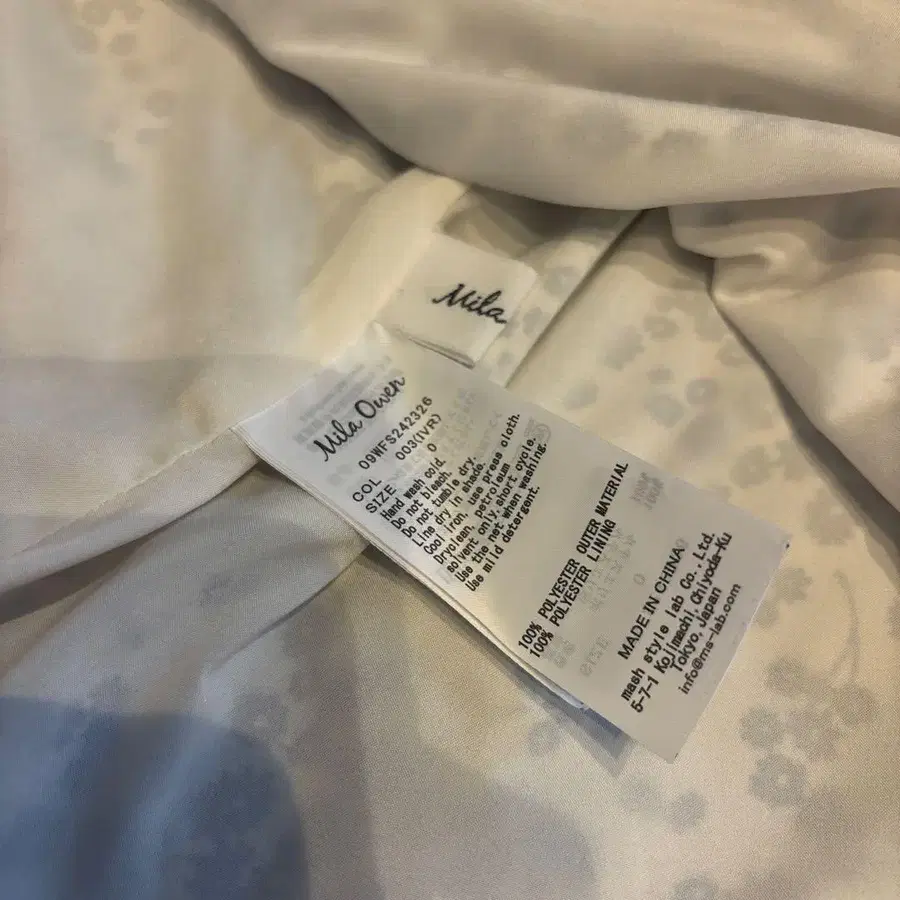 Mila
Mila Owen
09WFS242326
COL 003(IVR)
SIZE 0
Hand wash cold.
Do not bleach.
Do not tumble dry.
Line dry in shade.
Cool iron, use press cloth.
Dryclean, petroleum
solvent only, short cycle.
Use the net when washing.
Use mild detergent.
100% POLYESTER OUTER MATERIAL
100% POLYESTER LINING
MADE IN CHINA
mash style lab Co., Ltd.
5-7-1 Kojimachi, Chiyoda-Ku
Tokyo, Japan
info@ms-lab.com